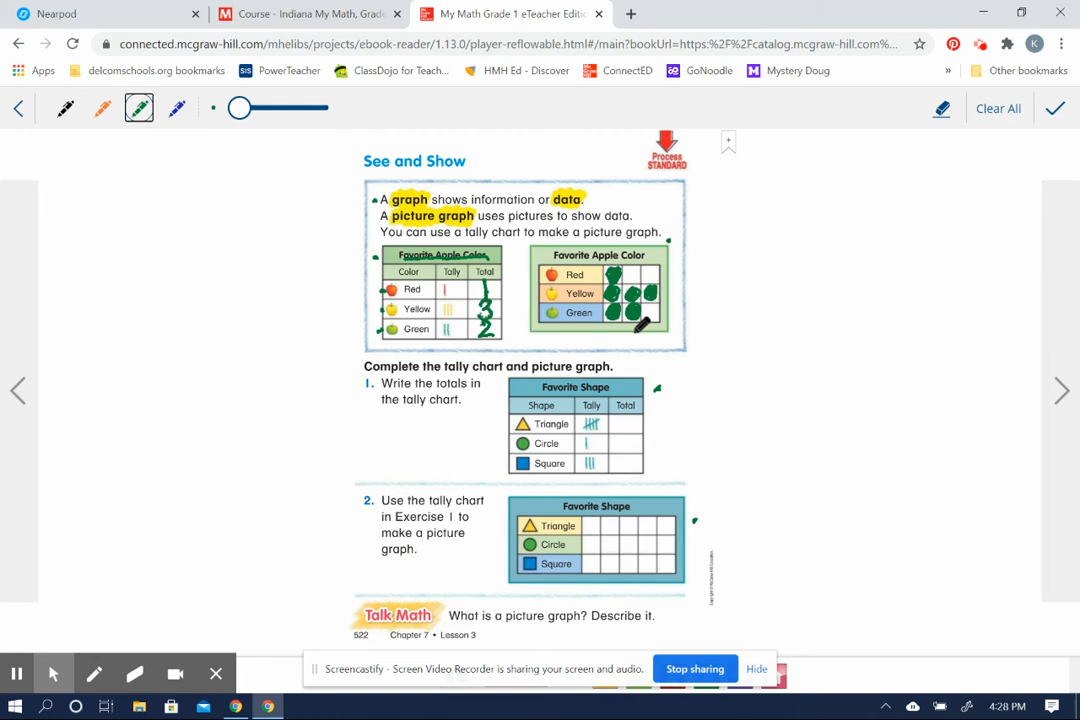 Nearpod
Course - Indiana My Math, Grade
My Math Grade 1 eTeacher Editio
connected.mcgraw-hill.com/mhelibs/projects/ebook-reader/1.13.0/player-reflowable.html#/main?bookUrl=https:%2F%2Fcatalog.mcgraw-hill.com%...
K
Apps
delcomschools.org bookmarks
SIS PowerTeacher
ClassDojo for Teach...
HMH Ed - Discover
ConnectED
GoNoodle
Mystery Doug
»
Other bookmarks
Clear All
See and Show
Process
STANDARD
A graph shows information or data.
A picture graph uses pictures to show data.
You can use a tally chart to make a picture graph.
Favorite Apple Color
Color Tally Total
Red 1
Yellow 3
Green 2
Favorite Apple Color
Red
Yellow
Green
Complete the tally chart and picture graph.
1. Write the totals in
the tally chart.
Favorite Shape
Shape Tally Total
Triangle
Circle
Square
2. Use the tally chart
in Exercise 1 to
make a picture
graph.
Favorite Shape
Triangle
Circle
Square
Talk Math What is a picture graph? Describe it.
522 Chapter 7 • Lesson 3
Screencastify - Screen Video Recorder is sharing your screen and audio.
Stop sharing
Hide
4:28 PM